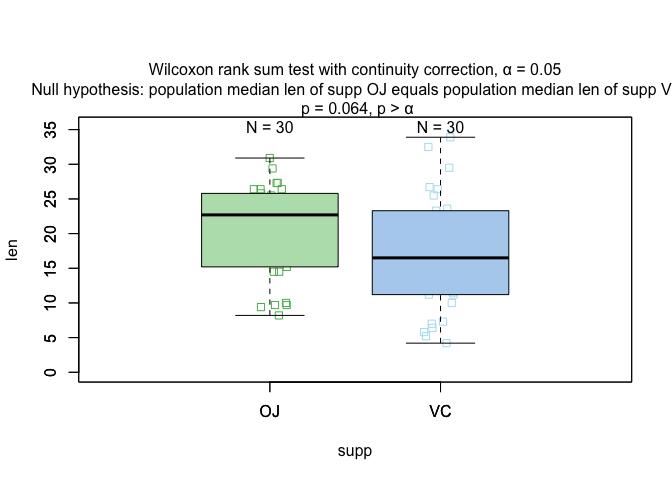 Wilcoxon rank sum test with continuity correction, α = 0.05
Null hypothesis: population median len of supp OJ equals population median len of supp V
p = 0.064, p > α
N = 30 N = 30
35
30
25
20
15
10
5
0
len
OJ VC
supp